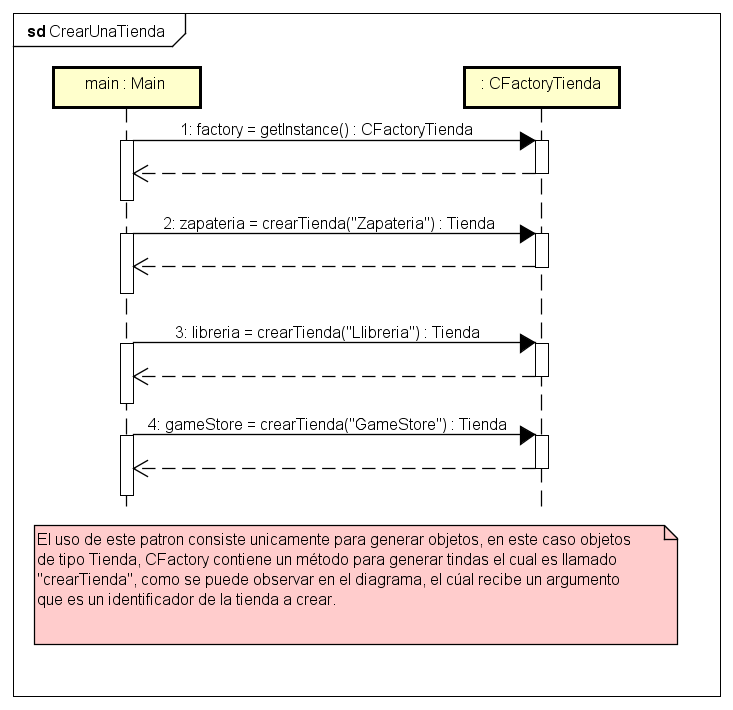 sd CrearUnaTienda
main : Main
: CFactoryTienda
1: factory = getInstance() : CFactoryTienda
2: zapateria = crearTienda("Zapateria") : Tienda
3: libreria = crearTienda("Llibreria") : Tienda
4: gameStore = crearTienda("GameStore") : Tienda
El uso de este patron consiste unicamente para generar objetos, en este caso objetos
de tipo Tienda, CFactory contiene un método para generar tindas el cual es llamado
"crearTienda", como se puede observar en el diagrama, el cúal recibe un argumento
que es un identificador de la tienda a crear.